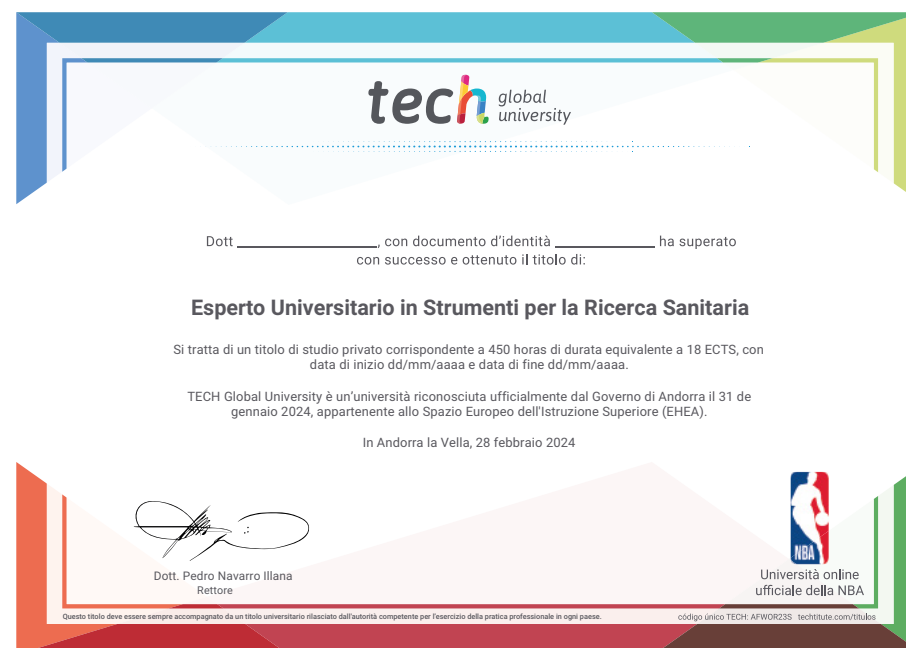 tech global university
Dott , con documento d'identità ha superato
con successo e ottenuto il titolo di:
Esperto Universitario in Strumenti per la Ricerca Sanitaria
Si tratta di un titolo di studio privato corrispondente a 450 horas di durata equivalente a 18 ECTS, con
data di inizio dd/mm/aaaa e data di fine dd/mm/aaaa.
TECH Global University è un'università riconosciuta ufficialmente dal Governo di Andorra il 31 de
gennaio 2024, appartenente allo Spazio Europeo dell'Istruzione Superiore (EHEA).
In Andorra la Vella, 28 febbraio 2024
Dott. Pedro Navarro Illana
Rettore
NBA
Università online
ufficiale della NBA
Questo titolo deve essere sempre accompagnato da un titolo universitario rilasciato dall'autorità competente per l'esercizio della pratica professionale in ogni paese.
código único TECH: AFWOR23S techtitute.com/titulos